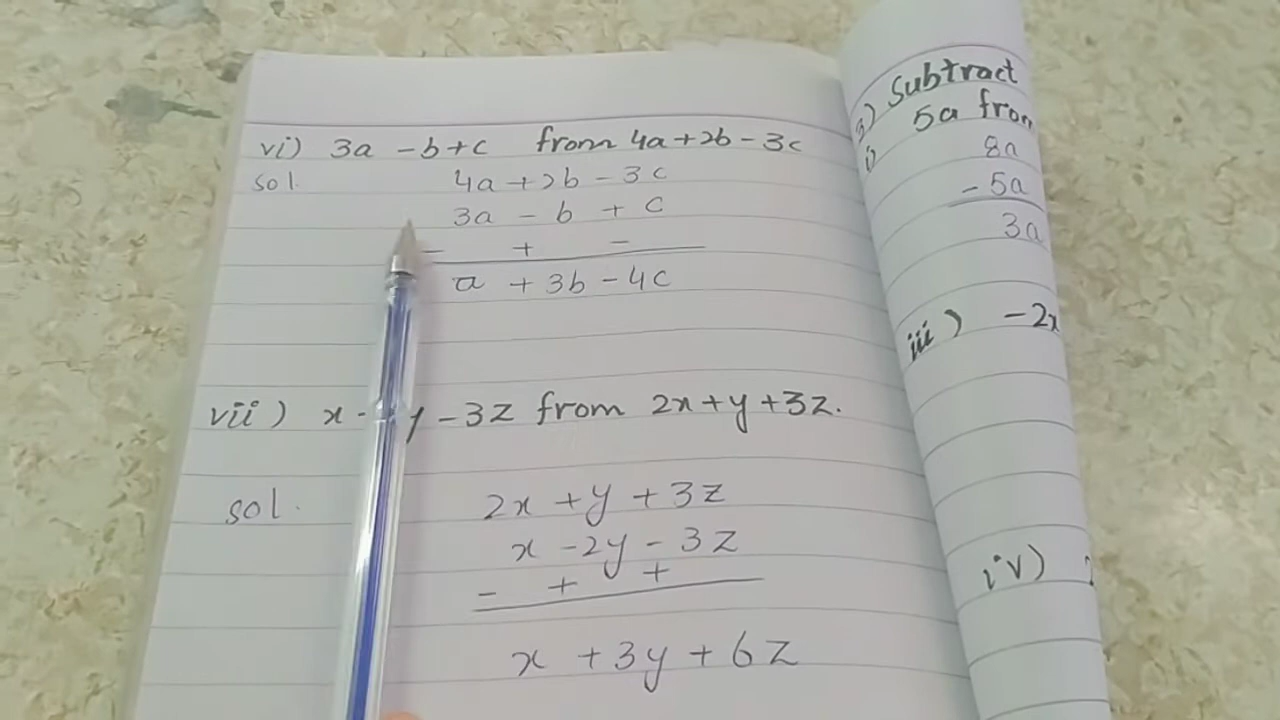 vi) 3a - b + c from 4a + 2b - 3c
sol. 4a + 2b - 3c
3a - b + c
- + -
a + 3b - 4c
vii) x - y - 3z from 2x + y + 3z.
sol. 2x + y + 3z
x - 2y - 3z
- + +
x + 3y + 6z
3) Subtract
i) 5a from
8a
- 5a
3a
iii) - 2x
iv)